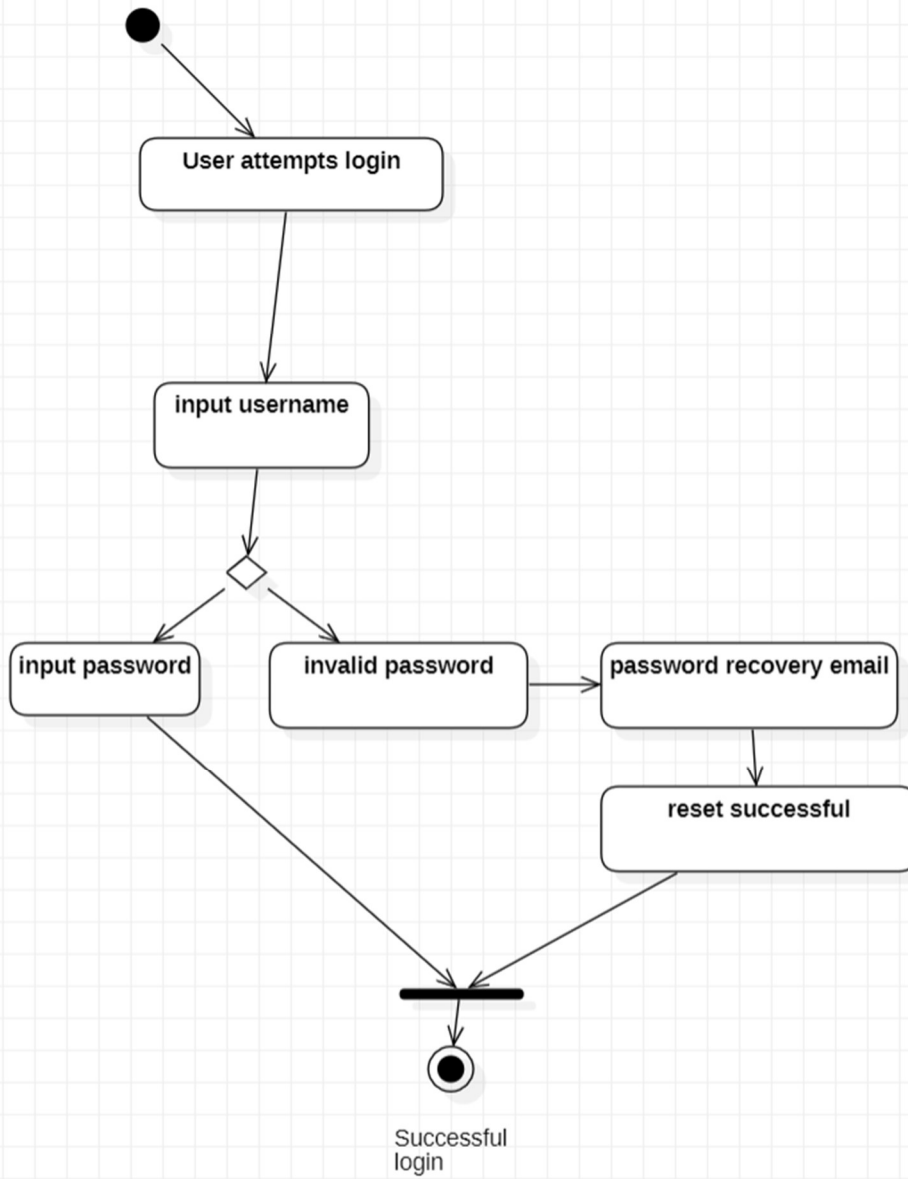 User attempts login
input username
input password
invalid password
password recovery email
reset successful
Successful
login